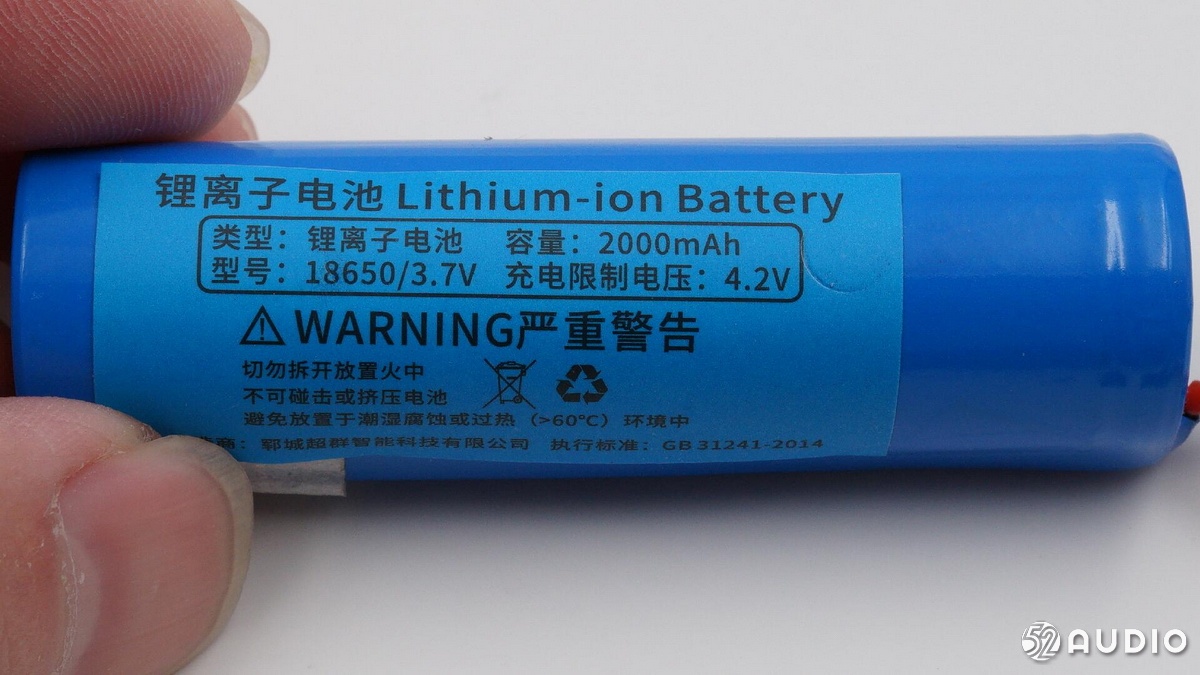 锂离子电池 Lithium-ion Battery
类型：锂离子电池 容量：2000mAh
型号：18650/3.7V 充电限制电压：4.2V
WARNING严重警告
切勿拆开放置火中
不可碰击或挤压电池
避免放置于潮湿腐蚀或过热（>60℃）环境中
商：郓城超群智能科技有限公司 执行标准：GB 31241-2014
52 AUDIO